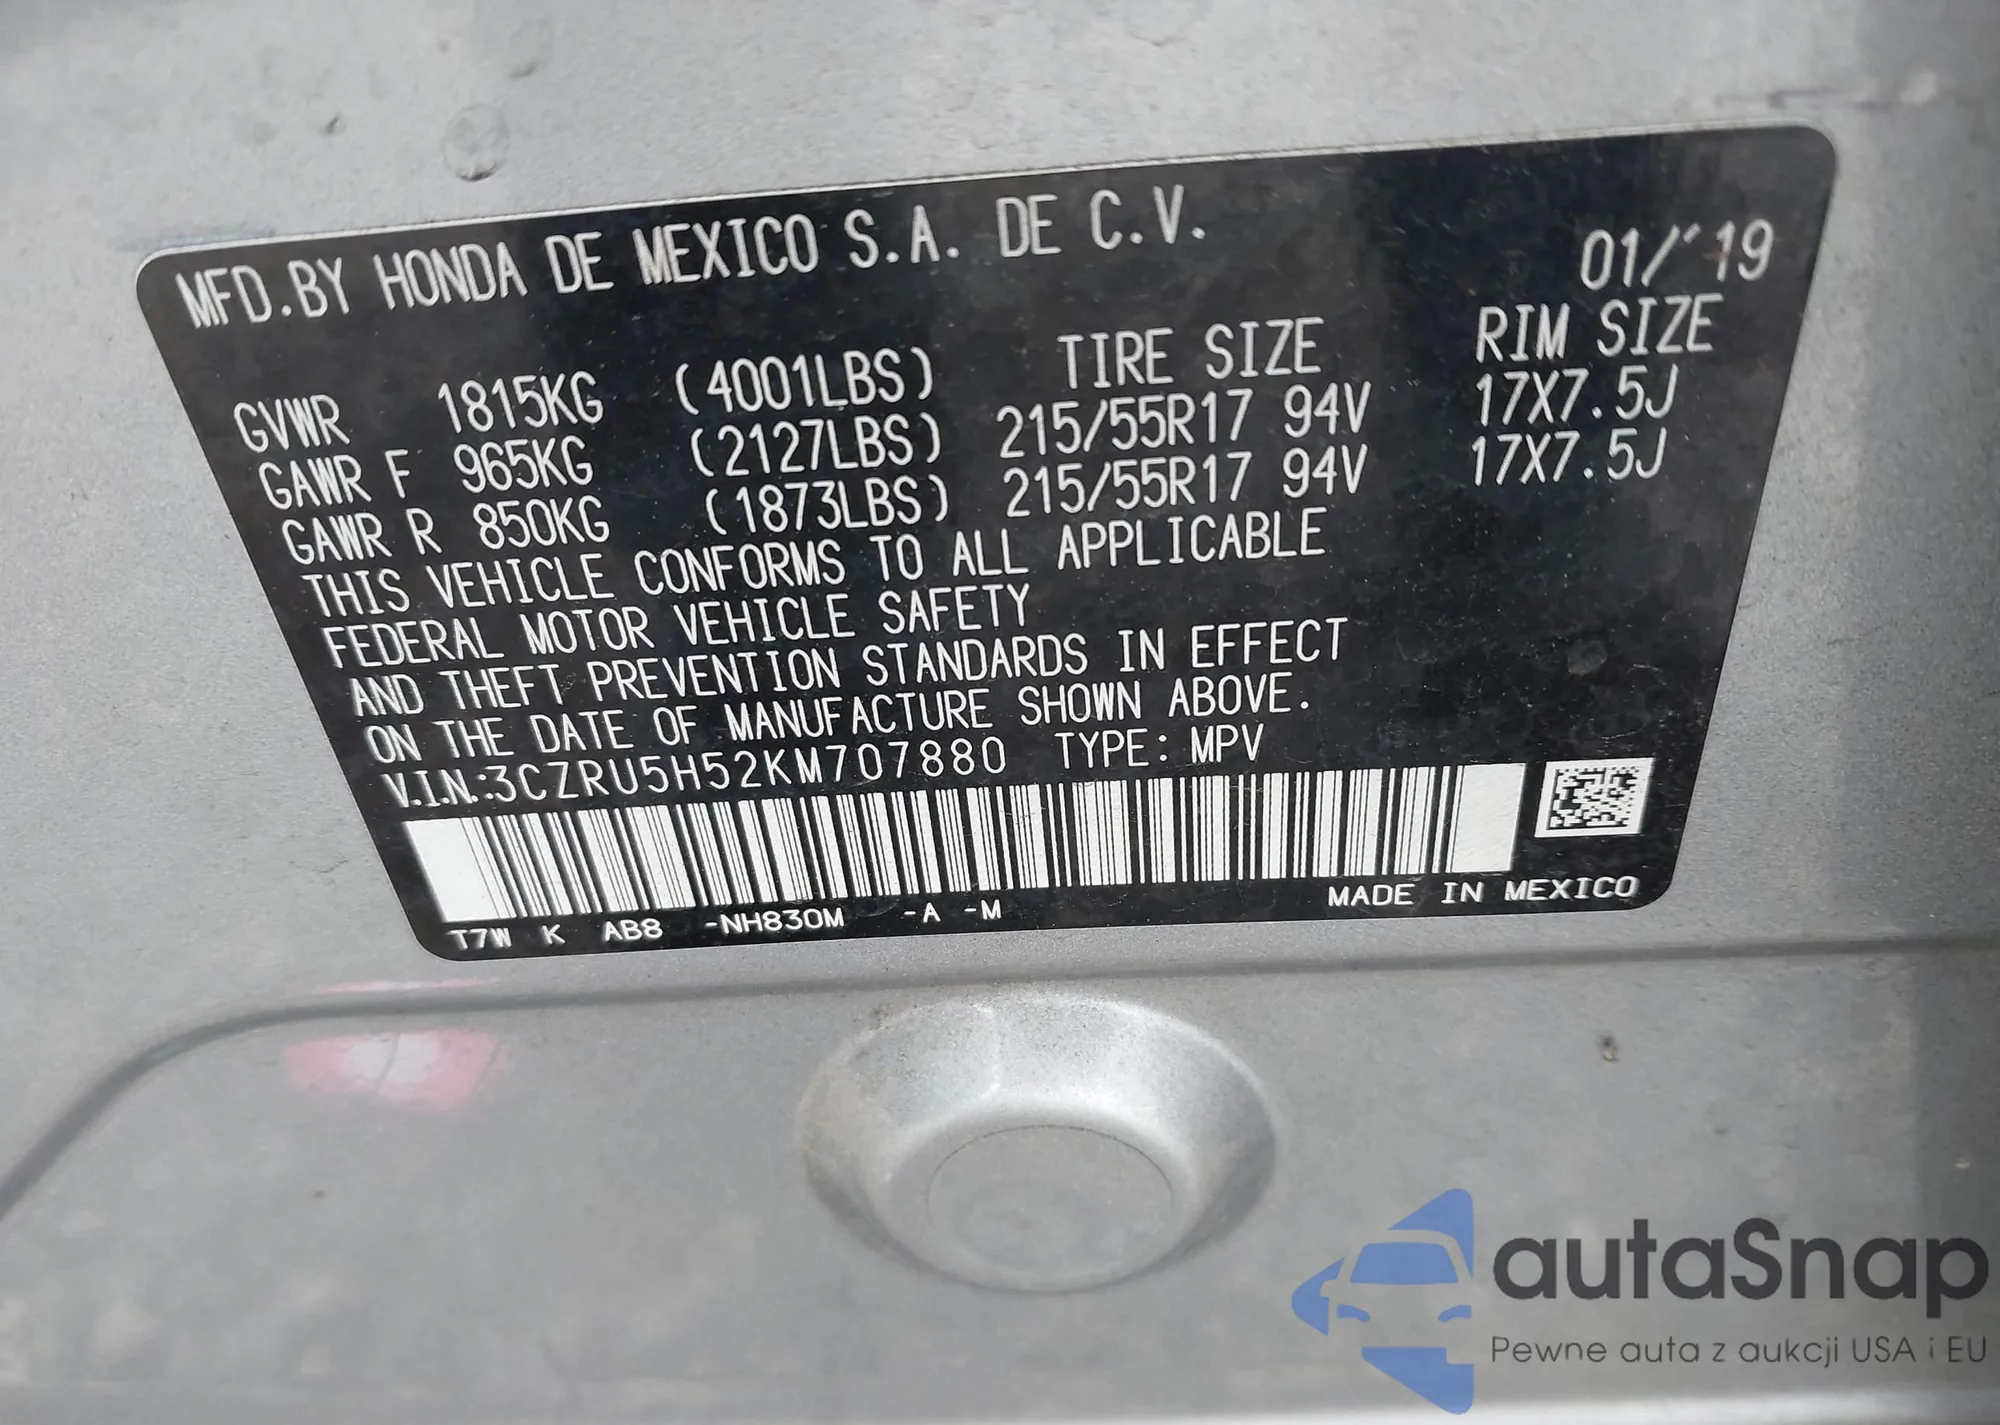 MFD.BY HONDA DE MEXICO S.A. DE C.V. 01/'19
TIRE SIZE RIM SIZE
GVWR 1815KG (4001LBS)
GAWR F 965KG (2127LBS) 215/55R17 94V 17X7.5J
GAWR R 850KG (1873LBS) 215/55R17 94V 17X7.5J
THIS VEHICLE CONFORMS TO ALL APPLICABLE
FEDERAL MOTOR VEHICLE SAFETY
AND THEFT PREVENTION STANDARDS IN EFFECT
ON THE DATE OF MANUFACTURE SHOWN ABOVE.
V.I.N.:3CZRU5H52KM707880 TYPE: MPV
T7W K AB8 -NH830M -A -M MADE IN MEXICO
autaSnap
Pewne auta z aukcji USA i EU